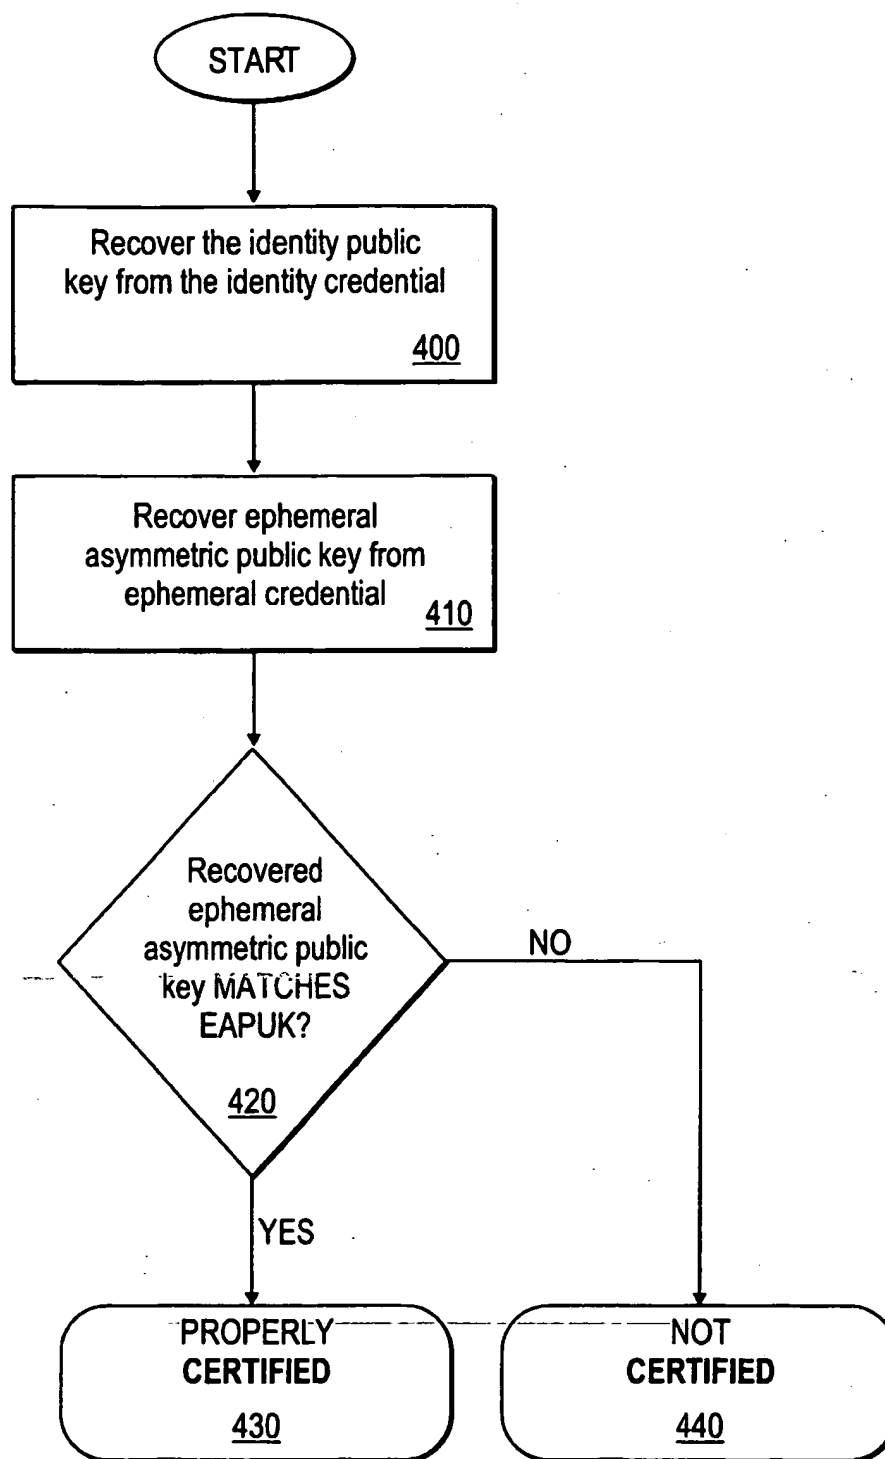 START
Recover the identity public
key from the identity credential
400
Recover ephemeral
asymmetric public key from
ephemeral credential
410
Recovered
ephemeral
asymmetric public
key MATCHES
EAPUK?
420
NO
YES
PROPERLY
CERTIFIED
430
NOT
CERTIFIED
440